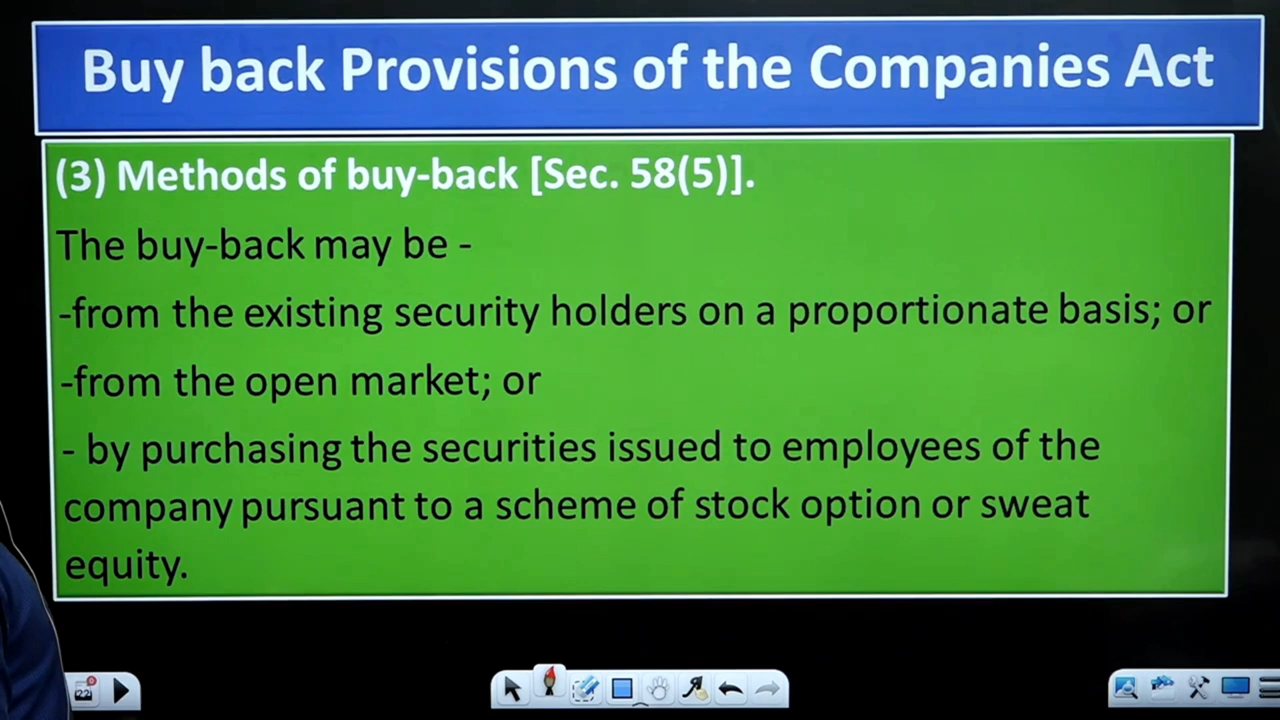 Buy back Provisions of the Companies Act
(3) Methods of buy-back [Sec. 58(5)].
The buy-back may be -
-from the existing security holders on a proportionate basis; or
-from the open market; or
- by purchasing the securities issued to employees of the
company pursuant to a scheme of stock option or sweat
equity.
22